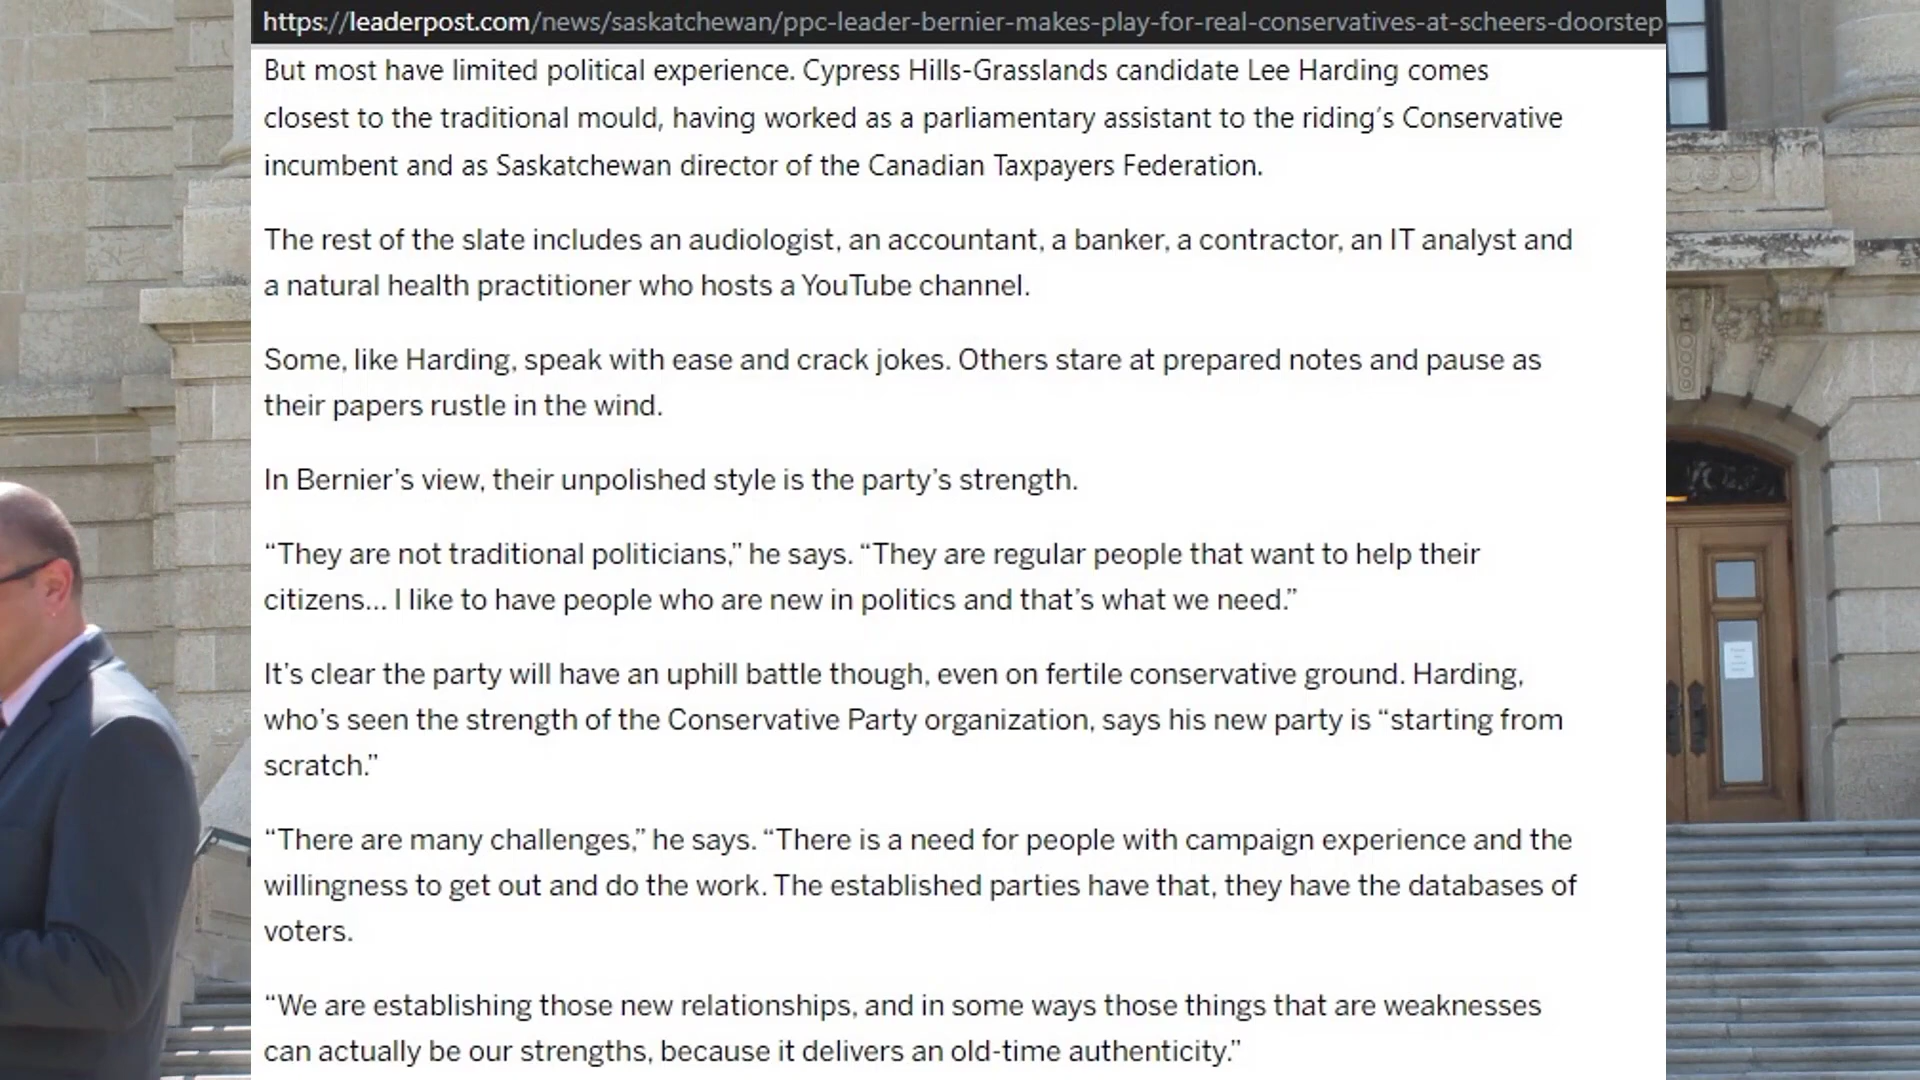 https://leaderpost.com/news/saskatchewan/ppc-leader-bernier-makes-play-for-real-conservatives-at-scheers-doorstep
But most have limited political experience. Cypress Hills-Grasslands candidate Lee Harding comes
closest to the traditional mould, having worked as a parliamentary assistant to the riding’s Conservative
incumbent and as Saskatchewan director of the Canadian Taxpayers Federation.
The rest of the slate includes an audiologist, an accountant, a banker, a contractor, an IT analyst and
a natural health practitioner who hosts a YouTube channel.
Some, like Harding, speak with ease and crack jokes. Others stare at prepared notes and pause as
their papers rustle in the wind.
In Bernier’s view, their unpolished style is the party’s strength.
“They are not traditional politicians,” he says. “They are regular people that want to help their
citizens… I like to have people who are new in politics and that’s what we need.”
It’s clear the party will have an uphill battle though, even on fertile conservative ground. Harding,
who’s seen the strength of the Conservative Party organization, says his new party is “starting from
scratch.”
“There are many challenges,” he says. “There is a need for people with campaign experience and the
willingness to get out and do the work. The established parties have that, they have the databases of
voters.
“We are establishing those new relationships, and in some ways those things that are weaknesses
can actually be our strengths, because it delivers an old-time authenticity.”